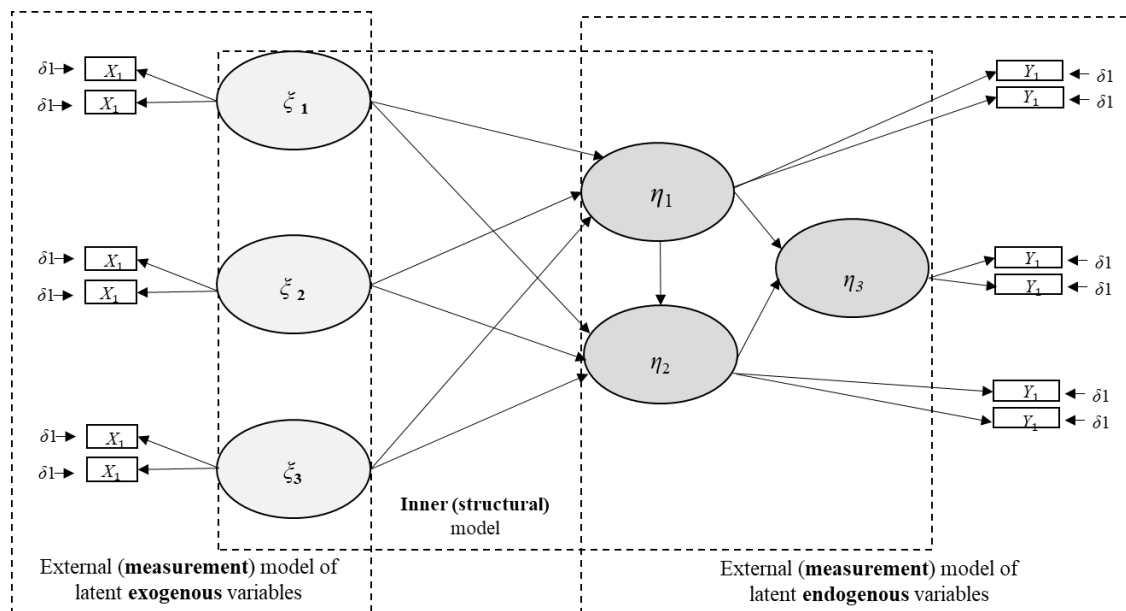 δ1
X₁
δ1
X₁
ξ 1
Y₁
δ1
Y₁
δ1
η₁
δ1
X₁
δ1
X₁
ξ 2
η₃
Y₁
δ1
Y₁
δ1
η₂
Y₁
δ1
Y₁
δ1
δ1
X₁
δ1
X₁
ξ₃
Inner (structural)
model
External (measurement) model of
latent exogenous variables
External (measurement) model of
latent endogenous variables